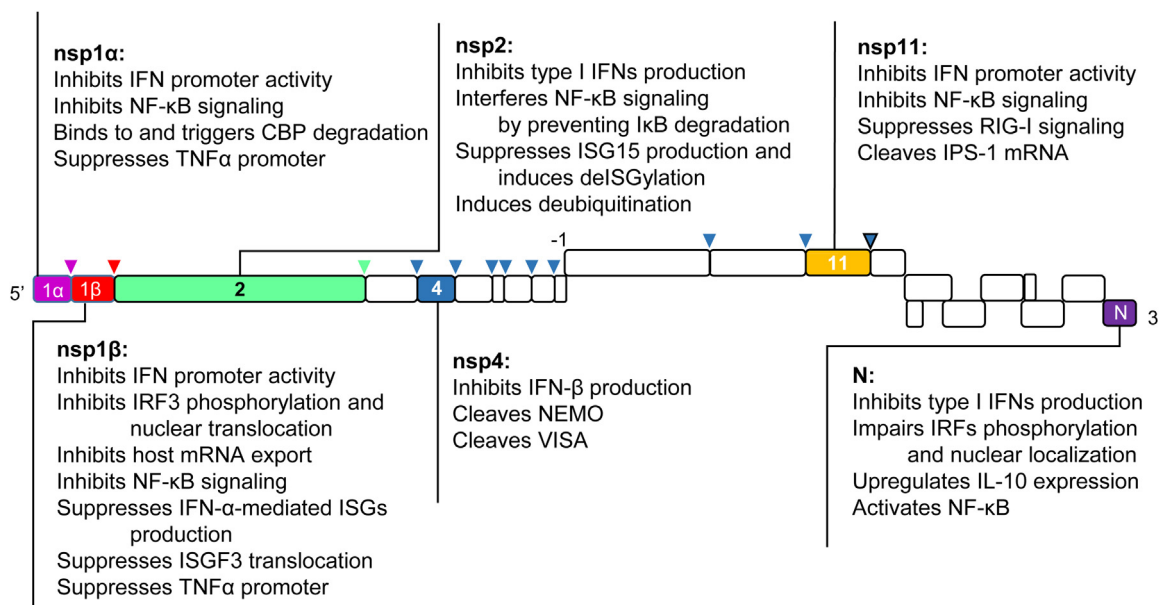 nsp1α:
Inhibits IFN promoter activity
Inhibits NF-κB signaling
Binds to and triggers CBP degradation
Suppresses TNFα promoter
nsp2:
Inhibits type I IFNs production
Interferes NF-κB signaling
by preventing IκB degradation
Suppresses ISG15 production and
induces deISGylation
Induces deubiquitination
nsp11:
Inhibits IFN promoter activity
Inhibits NF-κB signaling
Suppresses RIG-I signaling
Cleaves IPS-1 mRNA
-1
5’
1α
1β
2
4
11
N
3
nsp1β:
Inhibits IFN promoter activity
Inhibits IRF3 phosphorylation and
nuclear translocation
Inhibits host mRNA export
Inhibits NF-κB signaling
Suppresses IFN-α-mediated ISGs
production
Suppresses ISGF3 translocation
Suppresses TNFα promoter
nsp4:
Inhibits IFN-β production
Cleaves NEMO
Cleaves VISA
N:
Inhibits type I IFNs production
Impairs IRFs phosphorylation
and nuclear localization
Upregulates IL-10 expression
Activates NF-κB